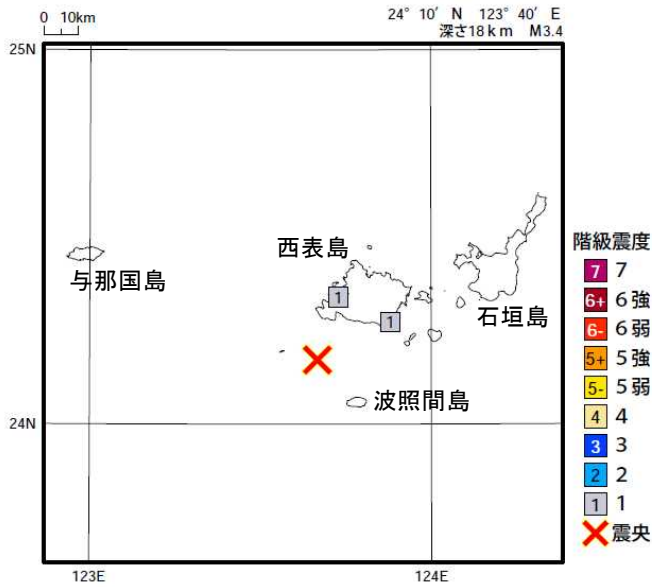 0 10km
24° 10′ N 123° 40′ E
深さ18km M3.4
25N
西表島
与那国島
1
1
石垣島
波照間島
24N
123E
124E
階級震度
7 7
6+ 6強
6- 6弱
5+ 5強
5- 5弱
4 4
3 3
2 2
1 1
震央